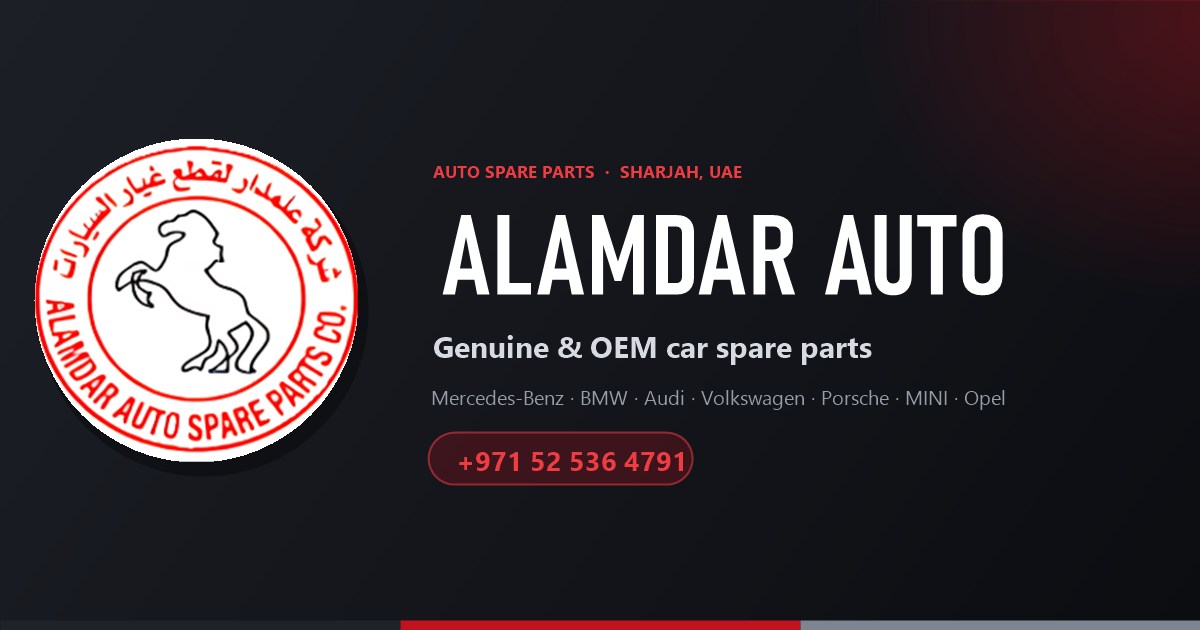 شركة علمدار لقطع غيار السيارات
ALAMDAR AUTO SPARE PARTS CO.
AUTO SPARE PARTS · SHARJAH, UAE
ALAMDAR AUTO
Genuine & OEM car spare parts
Mercedes-Benz · BMW · Audi · Volkswagen · Porsche · MINI · Opel
+971 52 536 4791